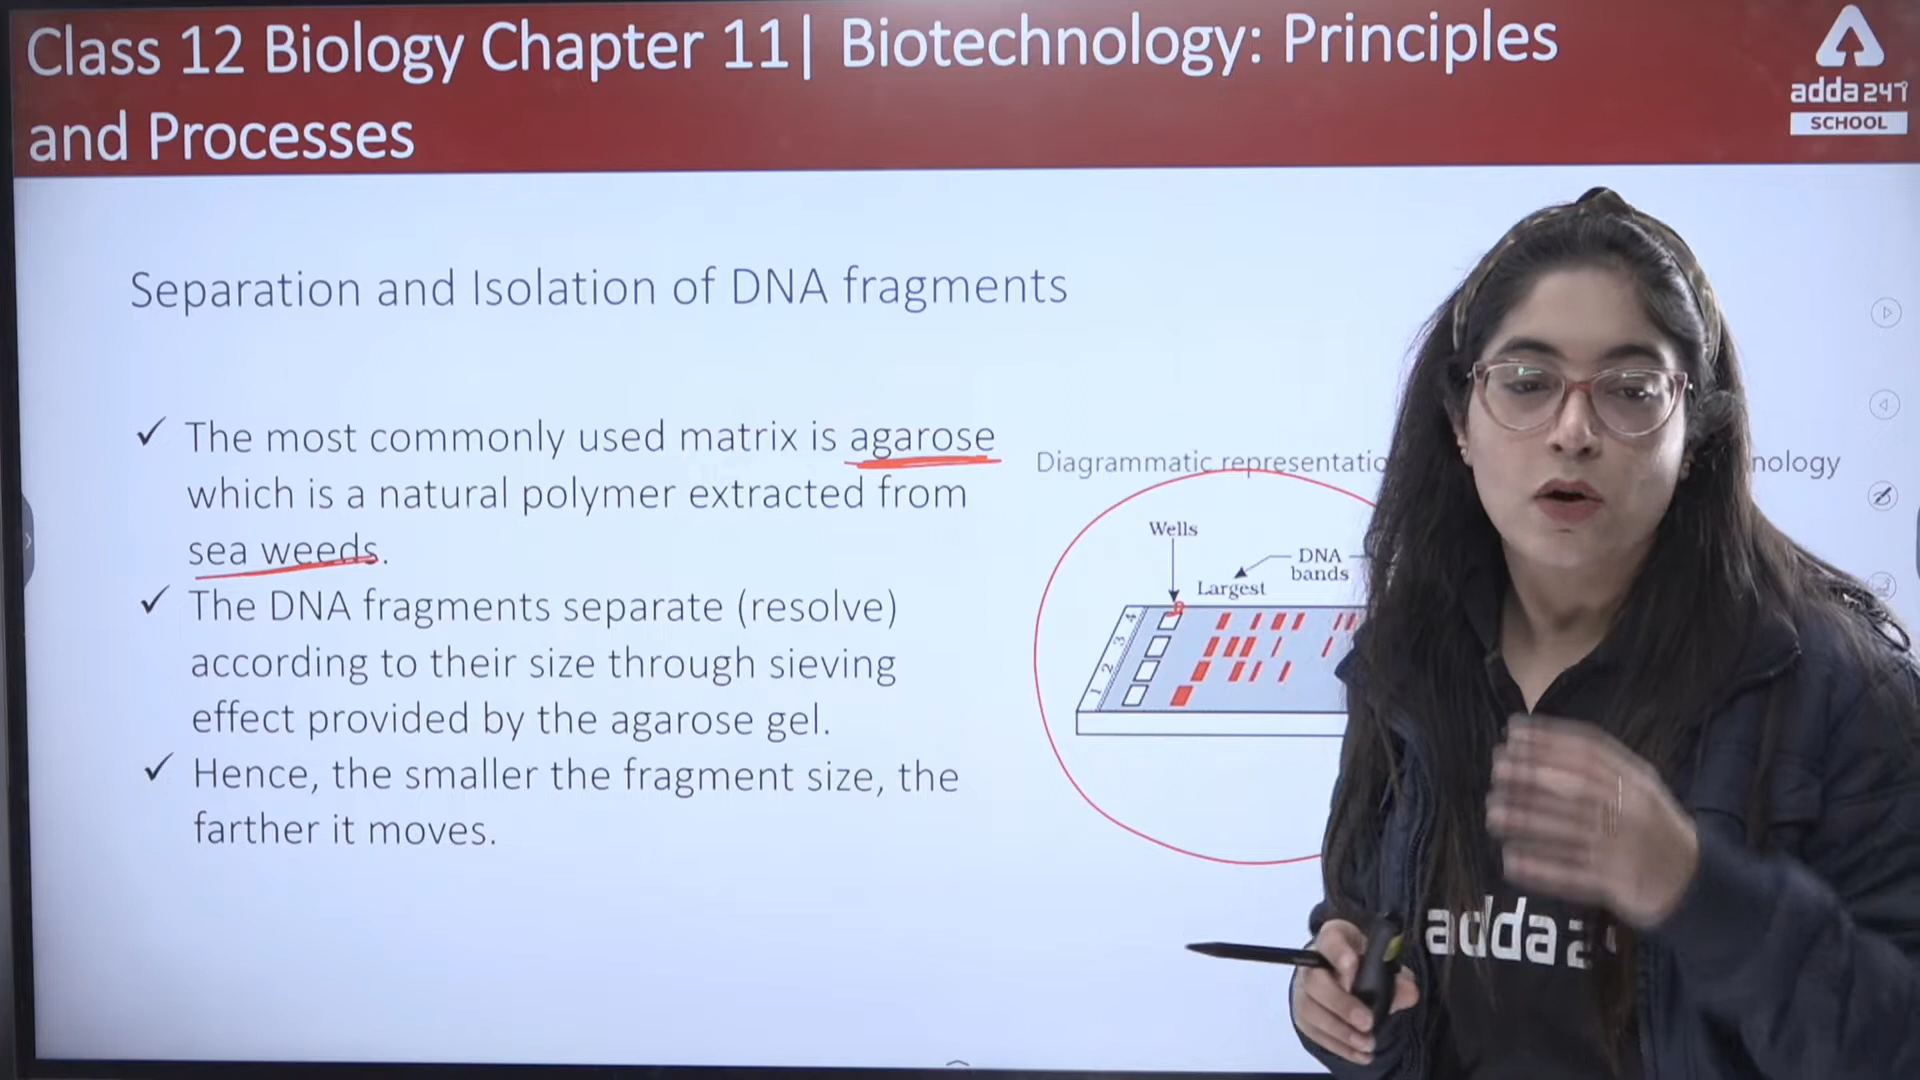 Class 12 Biology Chapter 11| Biotechnology: Principles
and Processes
adda247
SCHOOL
Separation and Isolation of DNA fragments
✓ The most commonly used matrix is agarose
which is a natural polymer extracted from
sea weeds.
✓ The DNA fragments separate (resolve)
according to their size through sieving
effect provided by the agarose gel.
✓ Hence, the smaller the fragment size, the
farther it moves.
Diagrammatic
Wells
DNA
bands
Largest
4
3
2
1
adda